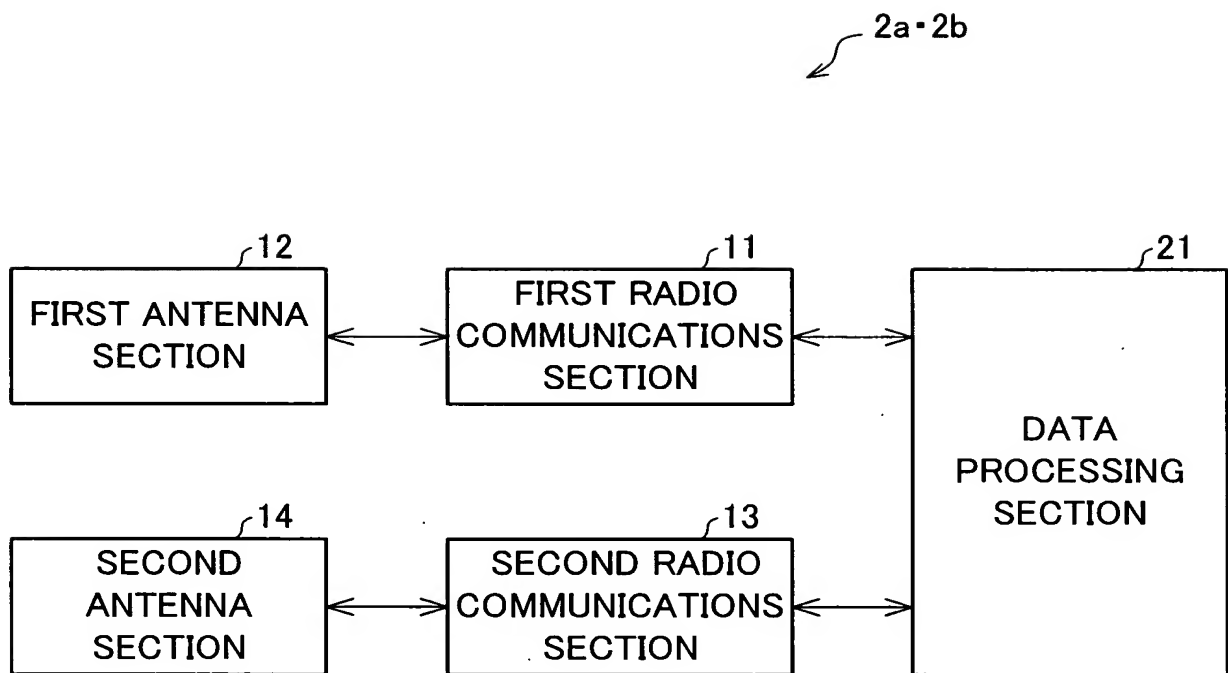 2a·2b
12
FIRST ANTENNA
SECTION
11
FIRST RADIO
COMMUNICATIONS
SECTION
21
DATA
PROCESSING
SECTION
14
SECOND
ANTENNA
SECTION
13
SECOND RADIO
COMMUNICATIONS
SECTION